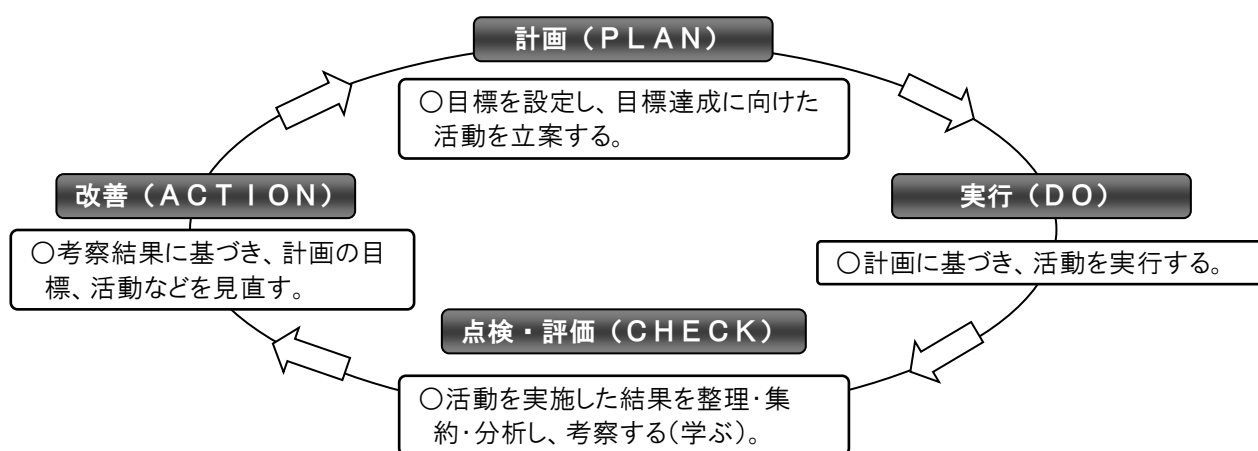 計画（ＰＬＡＮ）
○目標を設定し、目標達成に向けた
活動を立案する。
改善（ＡＣＴＩＯＮ）
○考察結果に基づき、計画の目
標、活動などを見直す。
実行（ＤＯ）
○計画に基づき、活動を実行する。
点検・評価（ＣＨＥＣＫ）
○活動を実施した結果を整理･集
約･分析し、考察する(学ぶ)。